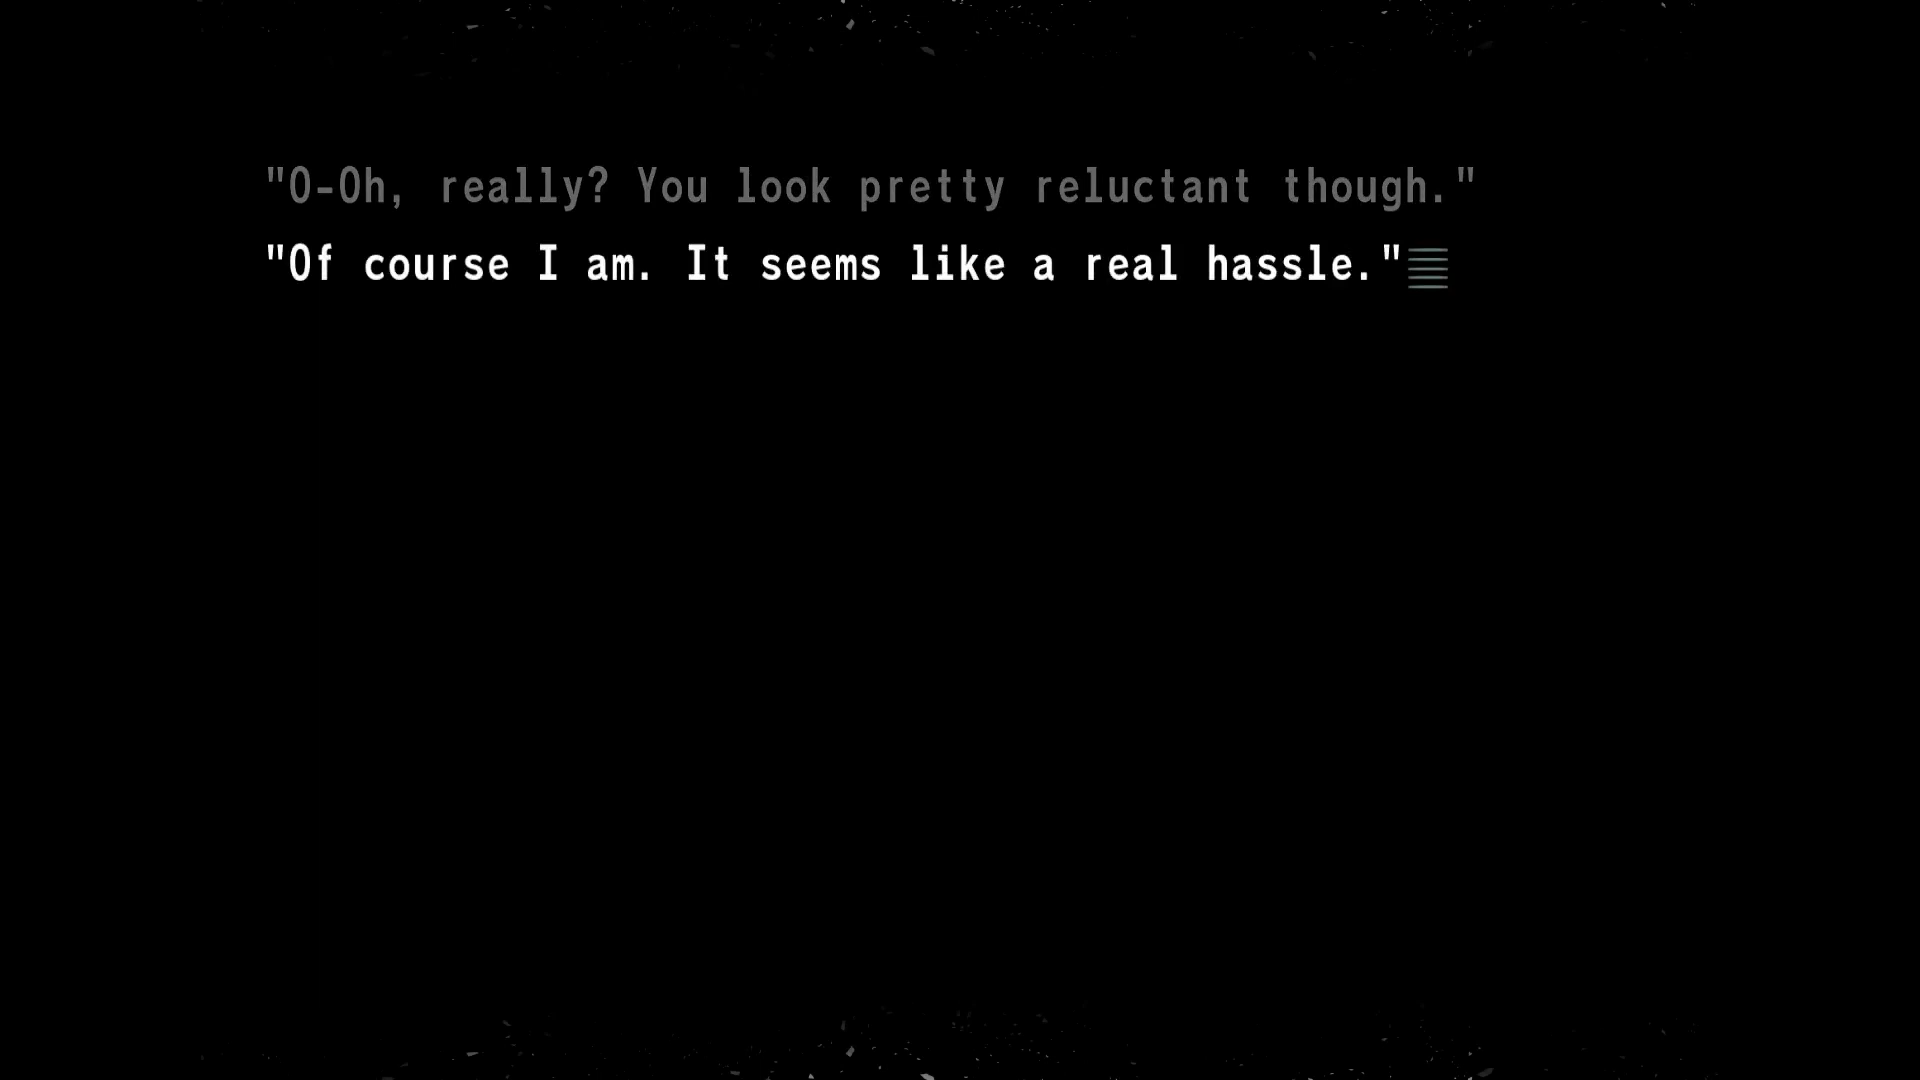 "O-Oh, really? You look pretty reluctant though."
"Of course I am. It seems like a real hassle."